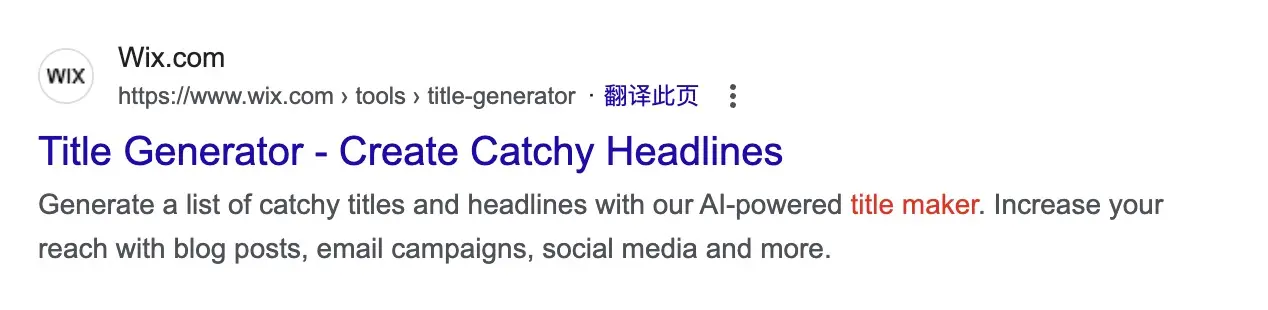 WIX
Wix.com
https://www.wix.com › tools › title-generator · 翻译此页
Title Generator - Create Catchy Headlines
Generate a list of catchy titles and headlines with our AI-powered title maker. Increase your
reach with blog posts, email campaigns, social media and more.